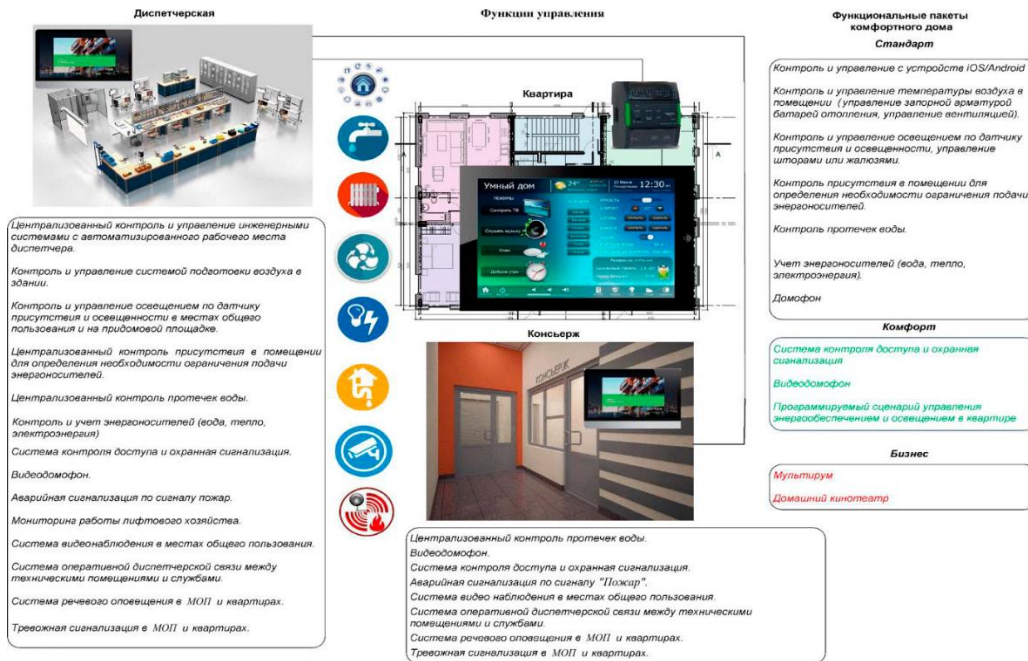 Диспетчерская
Функции управления
Функциональные пакеты
комфортного дома
Стандарт
Контроль и управление с устройств iOS/Android
Контроль и управление температуры воздуха в
помещении (управление запорной арматурой
батарей отопления, управление вентиляцией).
Контроль и управление освещением по датчику
присутствия и освещенности, управление
шторами или жалюзями.
Контроль присутствия в помещении для
определения необходимости ограничения подачи
энергоносителей.
Контроль протечек воды.
Учет энергоносителей (вода, тепло,
электроэнергия).
Домофон
Комфорт
Система контроля доступа и охранная
сигнализация
Видеодомофон
Программируемый сценарий управления
энергообеспечением и освещением в квартире
Бизнес
Мультирум
Домашний кинотеатр
Квартира
А
А
Умный дом
24°
12:30
Консьерж
КОНСЬЕРЖ
Централизованный контроль и управление инженерными
системами с автоматизированного рабочего места
диспетчера.
Контроль и управление системой подготовки воздуха в
здании.
Контроль и управление освещением по датчику
присутствия и освещенности в местах общего
пользования и на придомовой площадке.
Централизованный контроль присутствия в помещении
для определения необходимости ограничения подачи
энергоносителей.
Централизованный контроль протечек воды.
Контроль и учет энергоносителей (вода, тепло,
электроэнергия)
Система контроля доступа и охранная сигнализация.
Видеодомофон.
Аварийная сигнализация по сигналу пожар.
Мониторинг работы лифтового хозяйства.
Система видеонаблюдения в местах общего пользования.
Система оперативной диспетчерской связи между
техническими помещениями и службами.
Система речевого оповещения в МОП и квартирах.
Тревожная сигнализация в МОП и квартирах.
Централизованный контроль протечек воды.
Видеодомофон.
Система контроля доступа и охранная сигнализация.
Аварийная сигнализация по сигналу "Пожар".
Система видео наблюдения в местах общего пользования.
Система оперативной диспетчерской связи между техническими
помещениями и службами.
Система речевого оповещения в МОП и квартирах.
Тревожная сигнализация в МОП и квартирах.